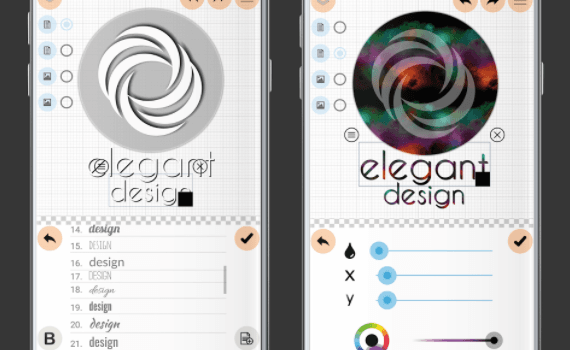 elegant
design
14. design
15. DESIGN
16. design
17. DESIGN
18. design
19. design
20. design
21. design
B
elegant
design
x
y